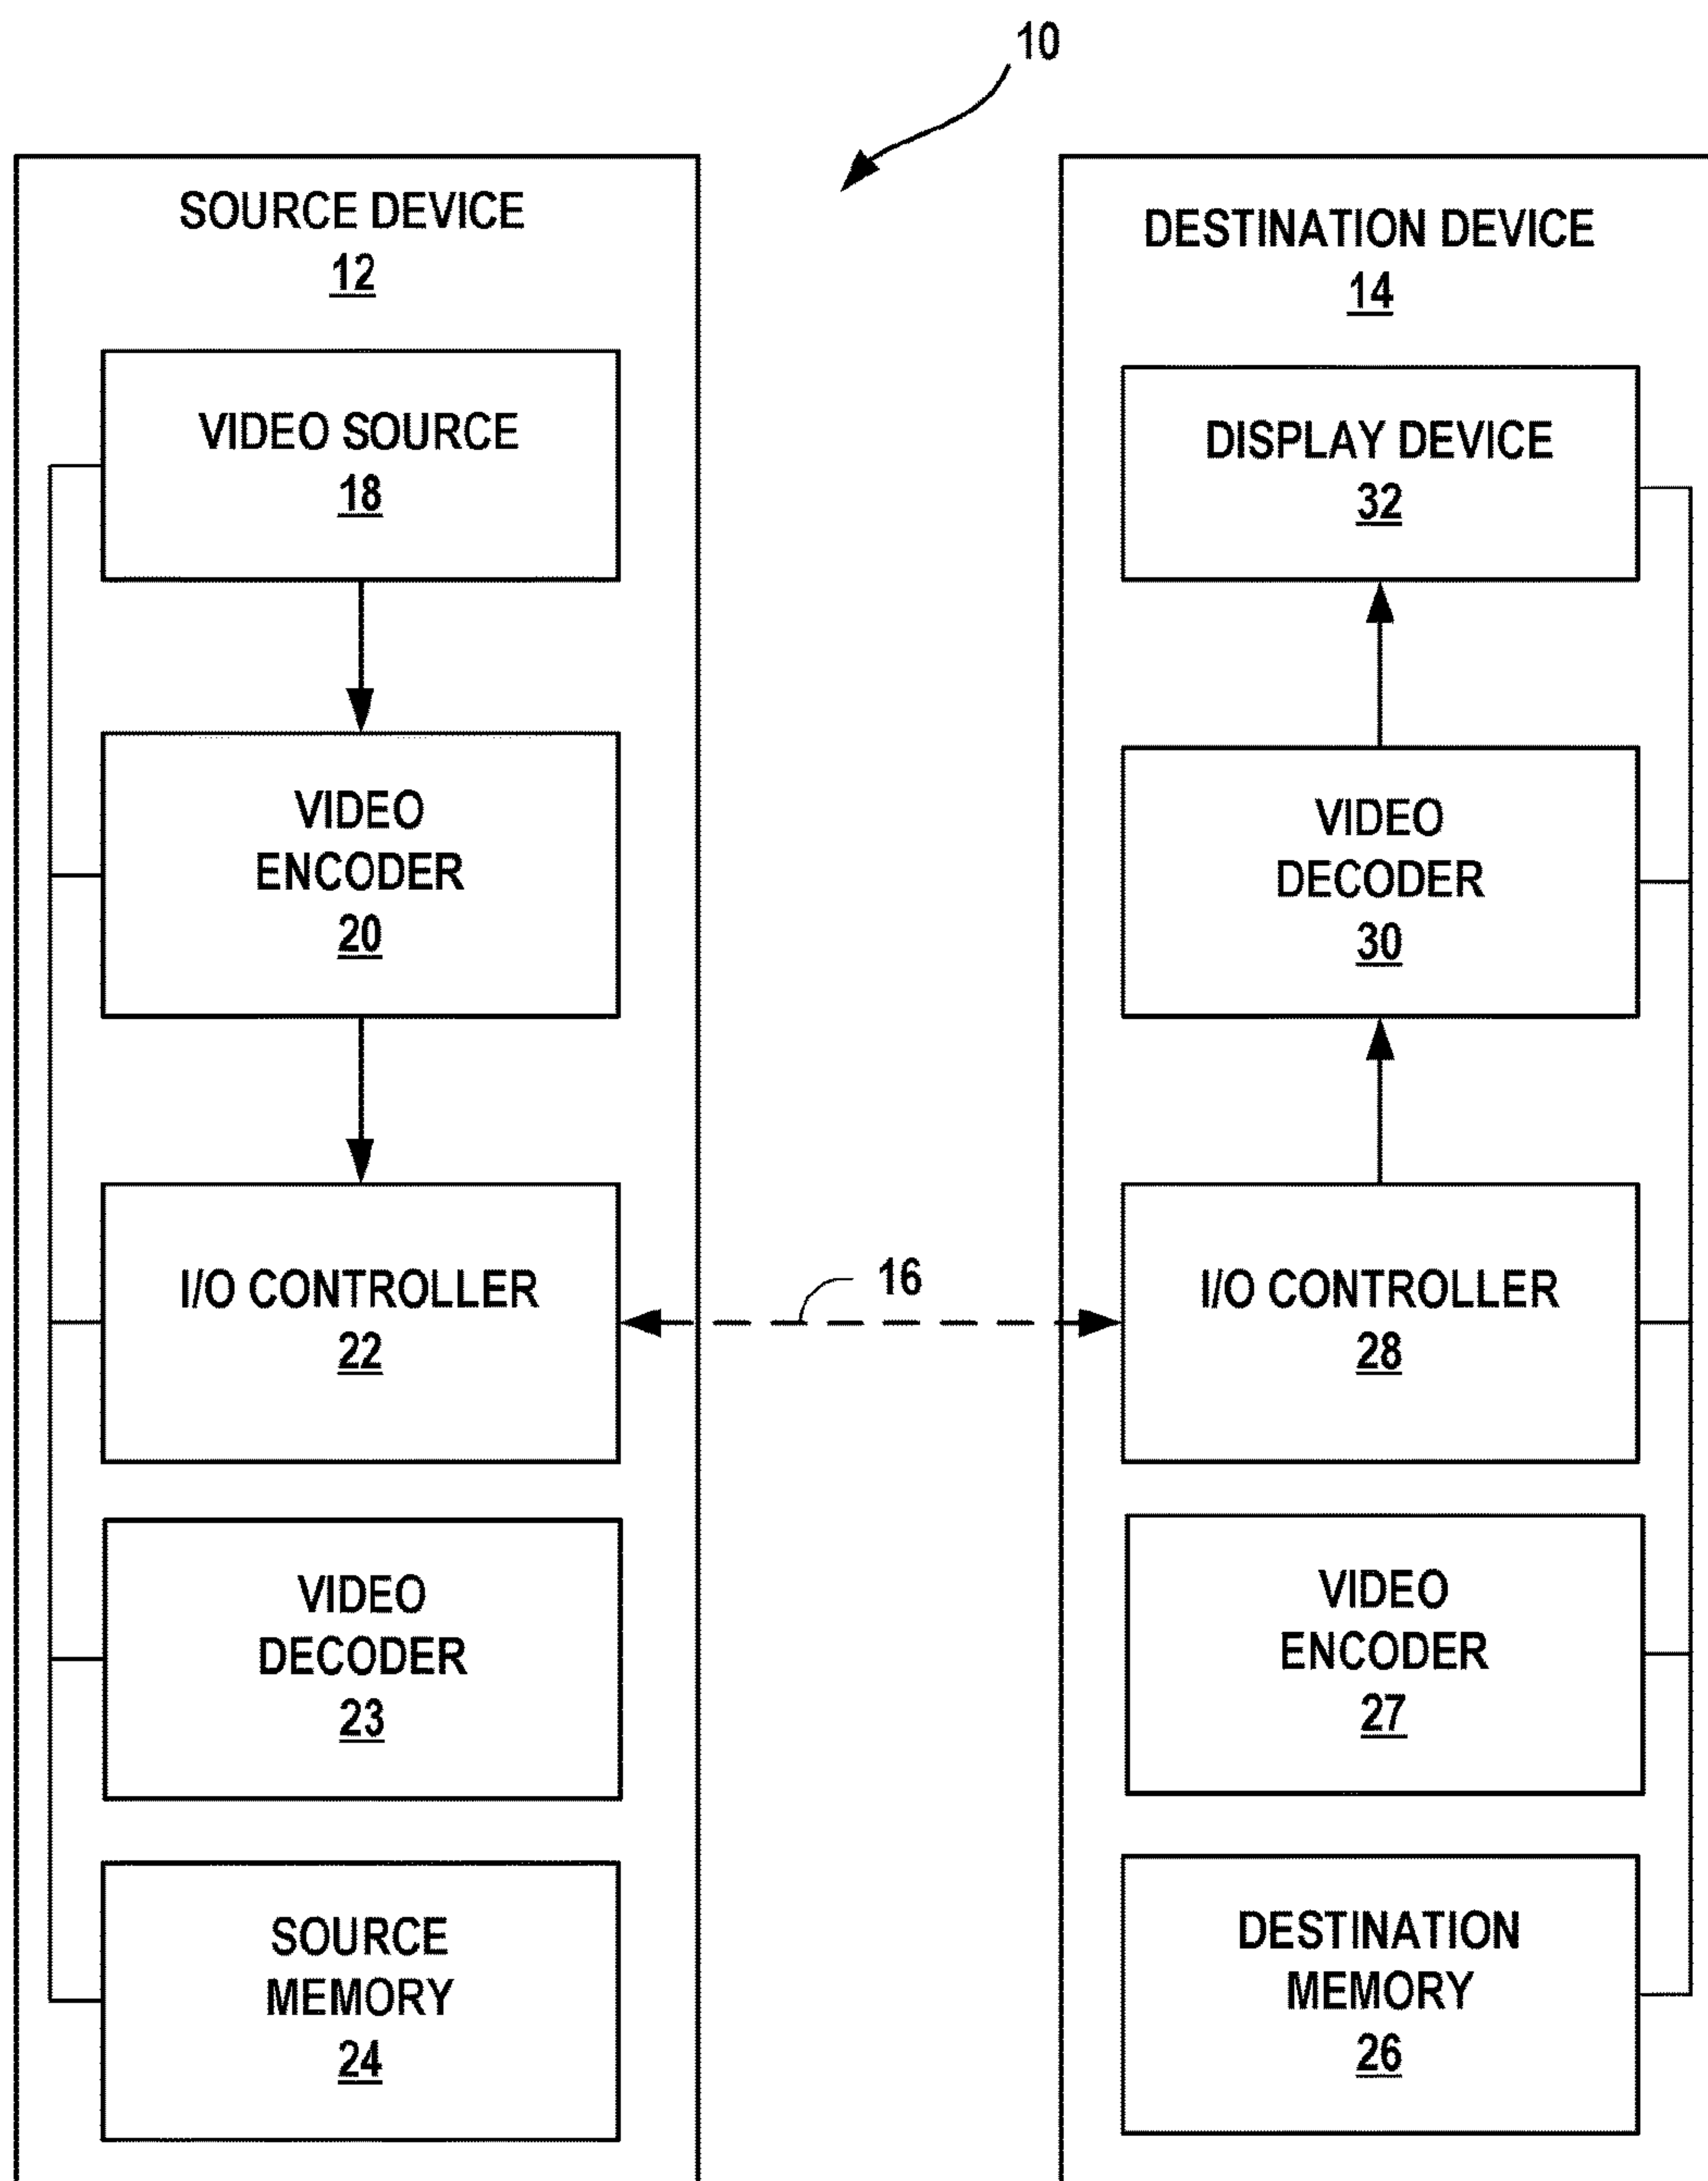 10
SOURCE DEVICE
12
VIDEO SOURCE
18
VIDEO
ENCODER
20
I/O CONTROLLER
22
VIDEO
DECODER
23
SOURCE
MEMORY
24
16
DESTINATION DEVICE
14
DISPLAY DEVICE
32
VIDEO
DECODER
30
I/O CONTROLLER
28
VIDEO
ENCODER
27
DESTINATION
MEMORY
26